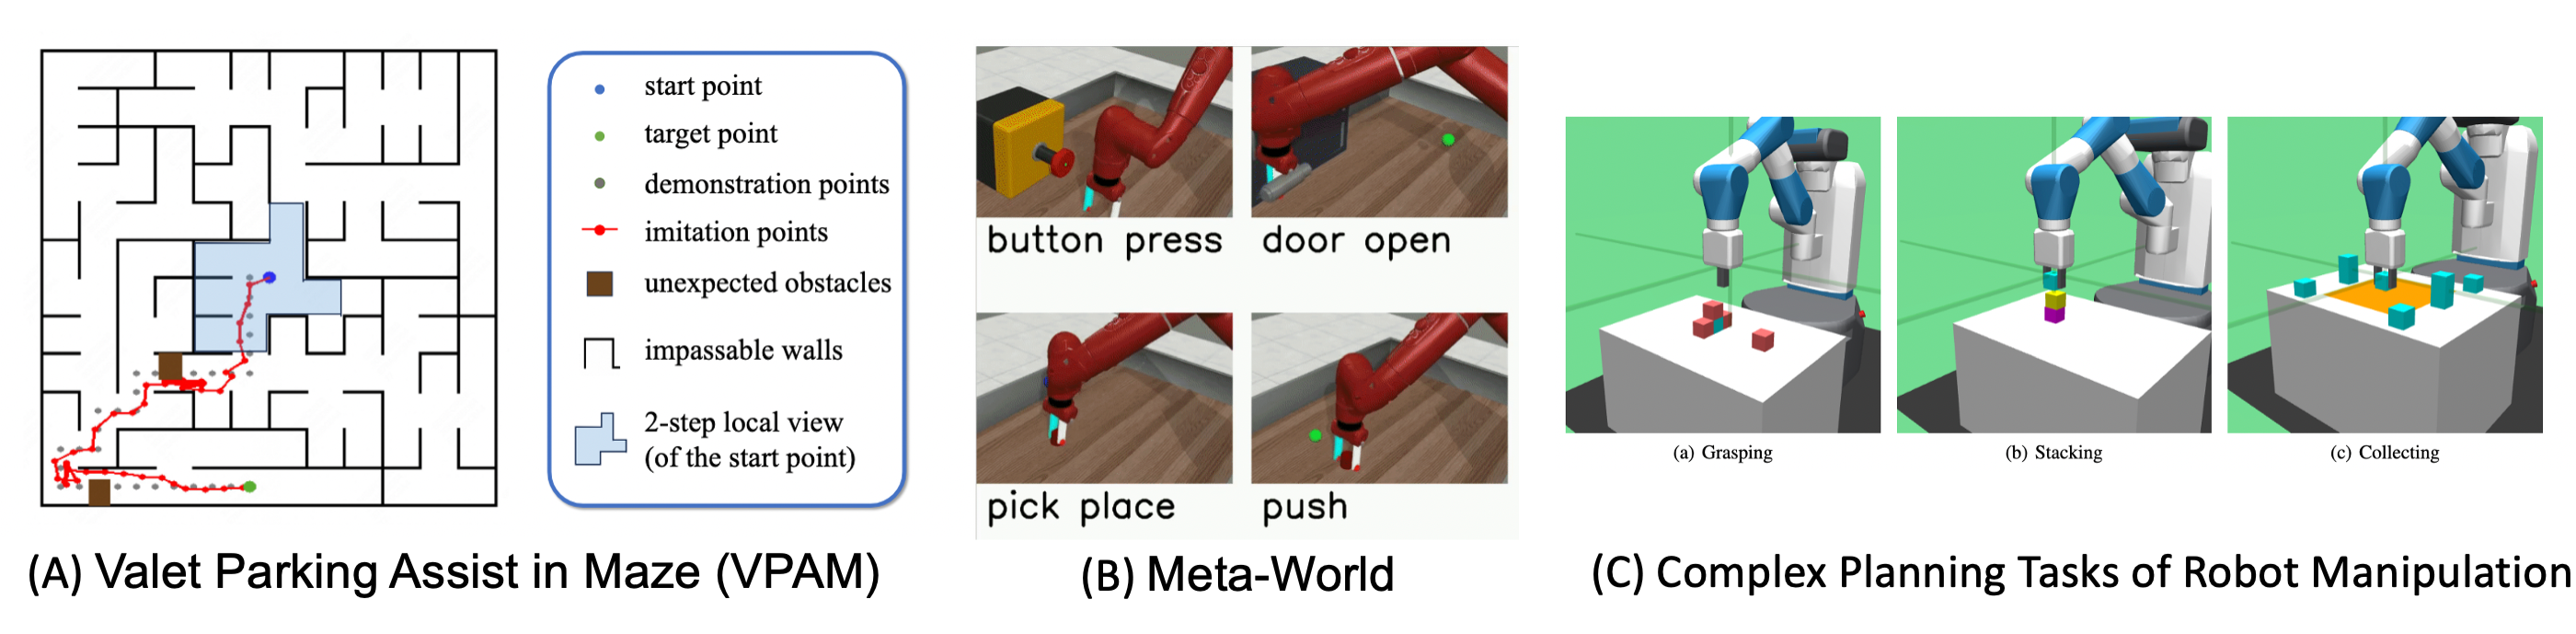 start point
target point
demonstration points
imitation points
unexpected obstacles
impassable walls
2-step local view
(of the start point)
(A) Valet Parking Assist in Maze (VPAM)
button press
door open
pick place
push
(B) Meta-World
(a) Grasping
(b) Stacking
(c) Collecting
(C) Complex Planning Tasks of Robot Manipulation